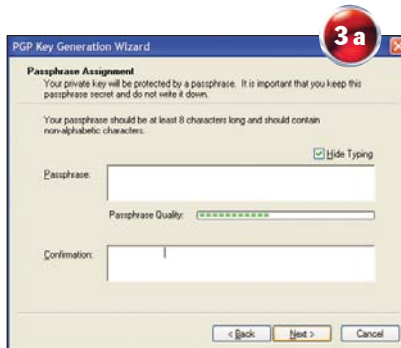 3a
PGP Key Generation Wizard
Passphrase Assignment
Your private key will be protected by a passphrase. It is important that you keep this
passphrase secret and do not write it down.
Your passphrase should be at least 8 characters long and should contain
non-alphabetic characters.
Hide Typing
Passphrase:
Passphrase Quality:
Confirmation:
< Back Next > Cancel